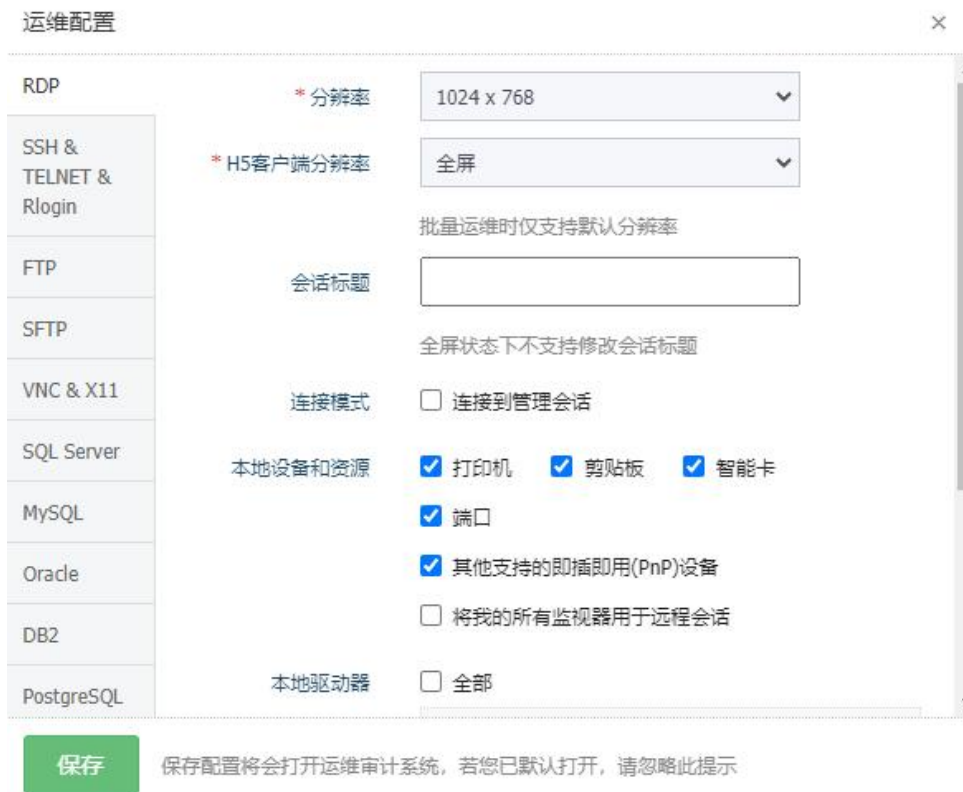 运维配置
×
RDP
SSH &
TELNET &
Rlogin
FTP
SFTP
VNC & X11
SQL Server
MySQL
Oracle
DB2
PostgreSQL
* 分辨率
1024 x 768
* H5客户端分辨率
全屏
批量运维时仅支持默认分辨率
会话标题
全屏状态下不支持修改会话标题
连接模式
连接到管理会话
本地设备和资源
打印机 剪贴板 智能卡
端口
其他支持的即插即用(PnP)设备
将我的所有监视器用于远程会话
本地驱动器
全部
保存
保存配置将会打开运维审计系统，若您已默认打开，请忽略此提示